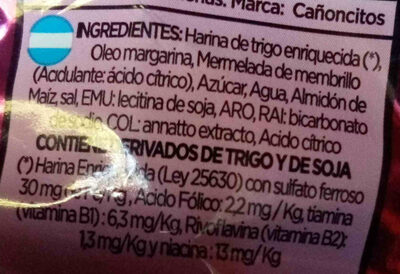 Marca: Cañoncitos
INGREDIENTES: Harina de trigo enriquecida (*),
Oleo margarina, Mermelada de membrillo
(Acidulante: ácido cítrico), Azúcar, Agua, Almidón de
Maíz, sal, EMU: lecitina de soja, ARO, RAI: bicarbonato
de sodio, COL: annatto extracto, Acido cítrico
CONTIENE DERIVADOS DE TRIGO Y DE SOJA
(*) Harina (Ley 25630) con sulfato ferroso
30 mg Acido Fólico: 2,2 mg / Kg, tiamina
(vitamina B1) : 6,3 mg/Kg, Rivoflavina (vitamina B2):
1,3 mg/Kg y niacina : 13 mg/Kg